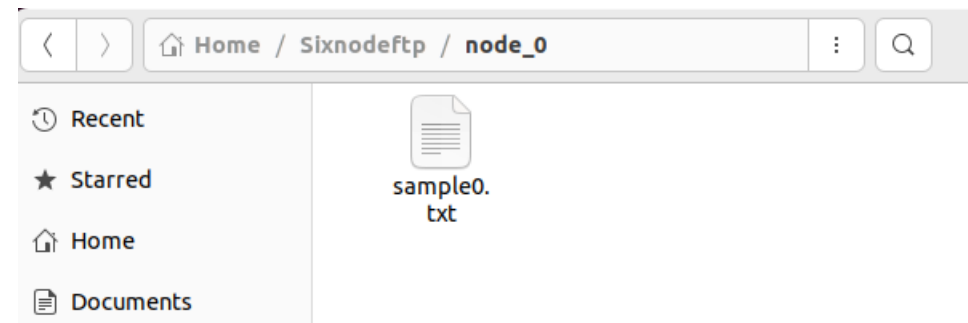 Home / Sixnodeftp / node_0
Recent
Starred
Home
Documents
sample0.
txt